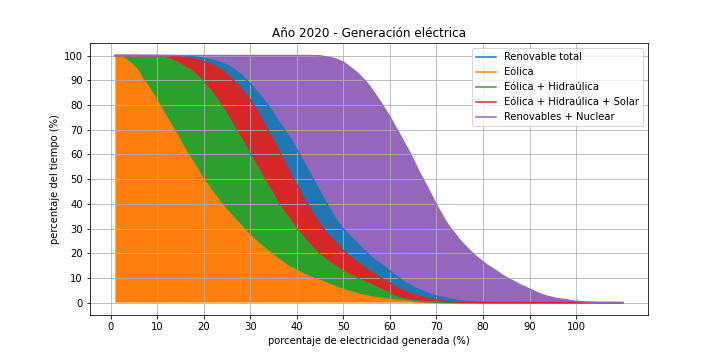 Año 2020 - Generación eléctrica
Renovable total
Eólica
Eólica + Hidraúlica
Eólica + Hidraúlica + Solar
Renovables + Nuclear
porcentaje del tiempo (%)
100
90
80
70
60
50
40
30
20
10
0
0 10 20 30 40 50 60 70 80 90 100
porcentaje de electricidad generada (%)